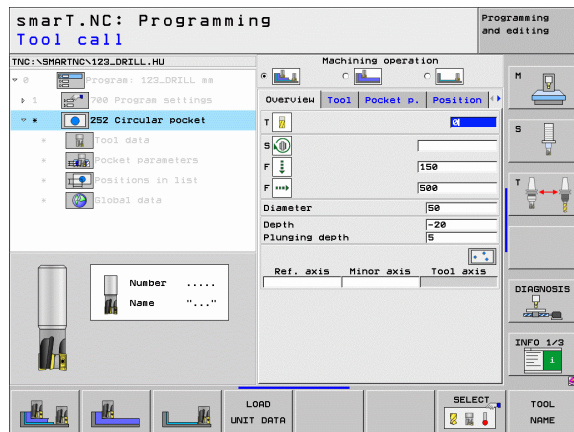 smarT.NC: Programming
Tool call
Programming
and editing
TNC:\SMARTNC\123_DRILL.HU
0 Program: 123_DRILL mm
1 700 Program settings
* 252 Circular pocket
* Tool data
* Pocket parameters
* Positions in list
* Global data
Number .....
Name "..."
Machining operation
Overview Tool Pocket p. Position
T 0
S
F 150
F 500
Diameter 50
Depth -20
Plunging depth 5
Ref. axis Minor axis Tool axis
M
S
T
DIAGNOSIS
INFO 1/3
LOAD
UNIT DATA
SELECT
TOOL
NAME